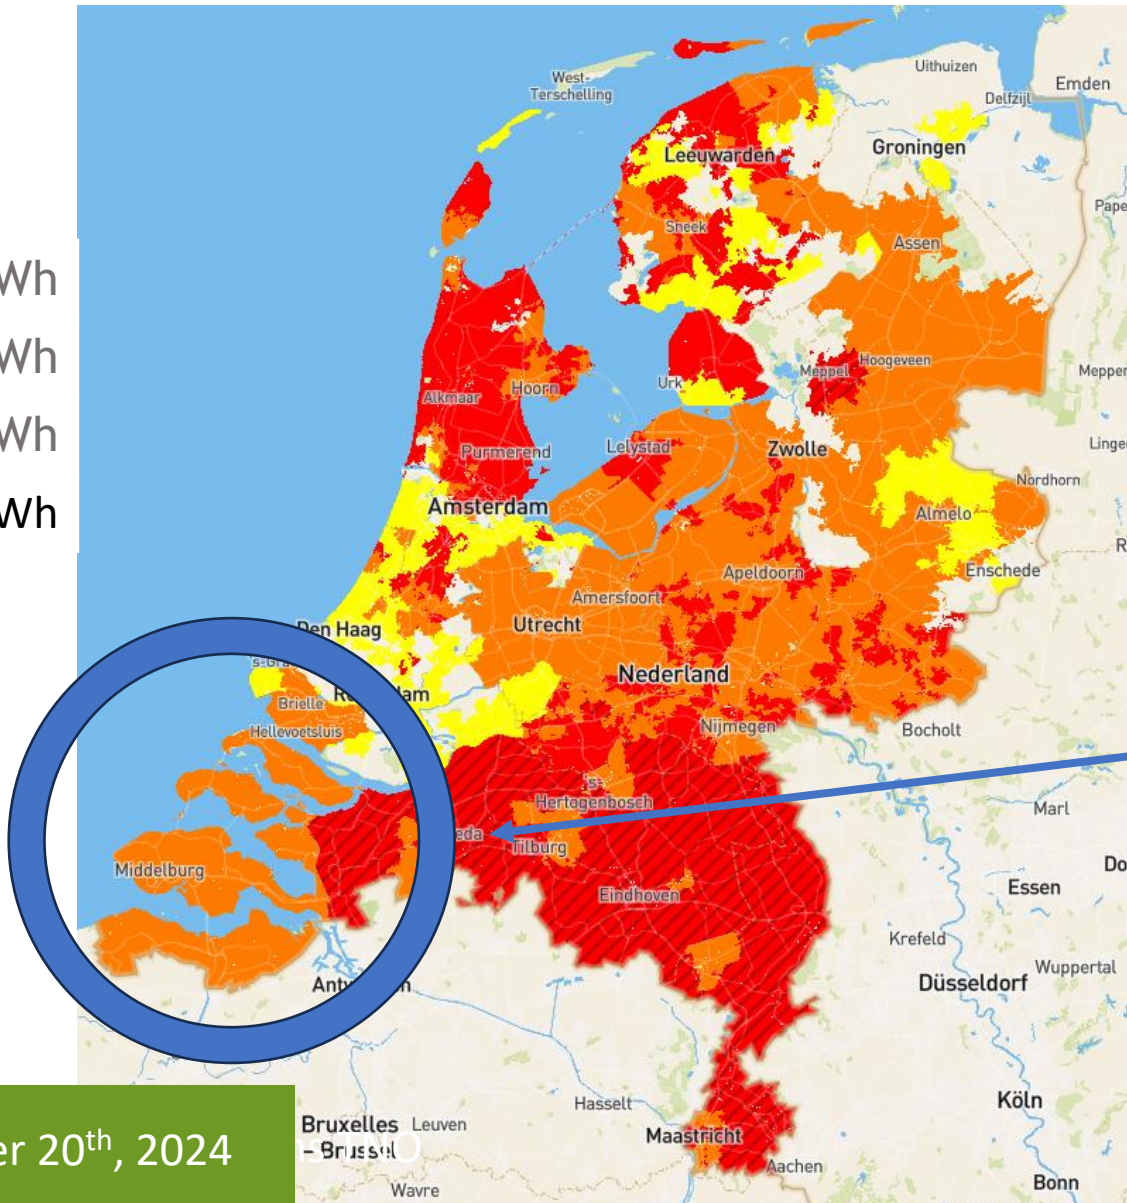 Wh
Wh
Wh
Wh
West-
Terschelling
Uithuizen
Delfzijl
Emden
Leeuwarden
Groningen
Sneek
Assen
Alkmaar
Hoorn
Urk
Meppel
Hoogeveen
Purmerend
Lelystad
Zwolle
Nordhorn
Amsterdam
Almelo
Enschede
Apeldoorn
Amersfoort
Den Haag
Utrecht
Nederland
Brielle
Hellevoetsluis
Nijmegen
Bocholt
's-
Hertogenbosch
Tilburg
Marl
Middelburg
Eindhoven
Essen
Krefeld
Düsseldorf
Wuppertal
Hasselt
Köln
Bruxelles
- Brussel
Leuven
Maastricht
Aachen
Wavre
Bonn
20th, 2024
TNO